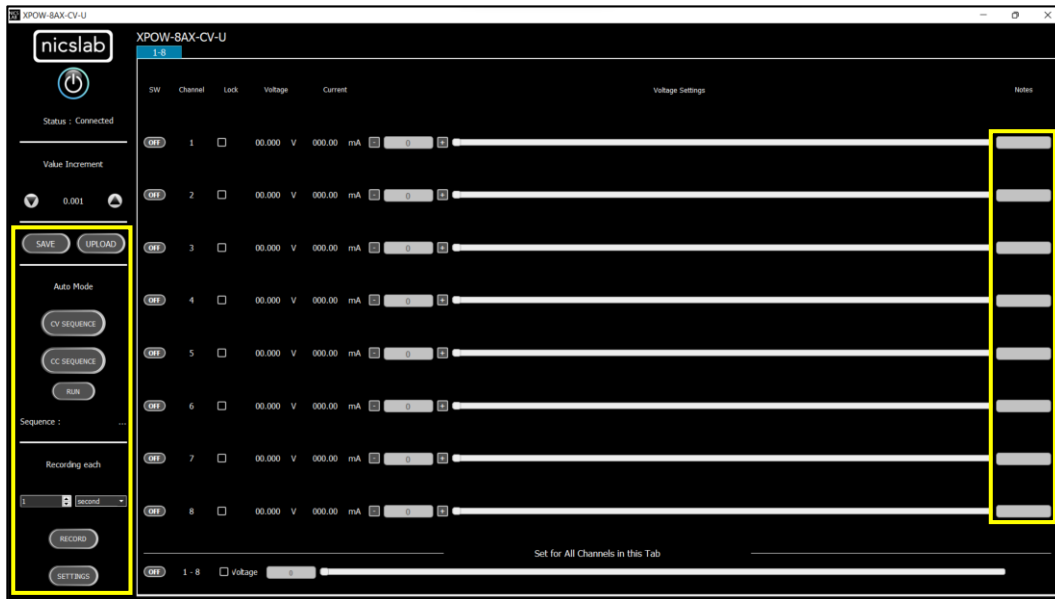 XPOW-8AX-CV-U
nicslab
Status : Connected
Value Increment
0.001
SAVE UPLOAD
Auto Mode
CV SEQUENCE
CC SEQUENCE
RUN
Sequence : ...
Recording each
1 second
RECORD
SETTINGS
XPOW-8AX-CV-U
1-8
SW Channel Lock Voltage Current Voltage Settings Notes
OFF 1 00.000 V 000.00 mA - 0 +
OFF 2 00.000 V 000.00 mA - 0 +
OFF 3 00.000 V 000.00 mA - 0 +
OFF 4 00.000 V 000.00 mA - 0 +
OFF 5 00.000 V 000.00 mA - 0 +
OFF 6 00.000 V 000.00 mA - 0 +
OFF 7 00.000 V 000.00 mA - 0 +
OFF 8 00.000 V 000.00 mA - 0 +
Set for All Channels in this Tab
OFF 1 - 8 Voltage 0